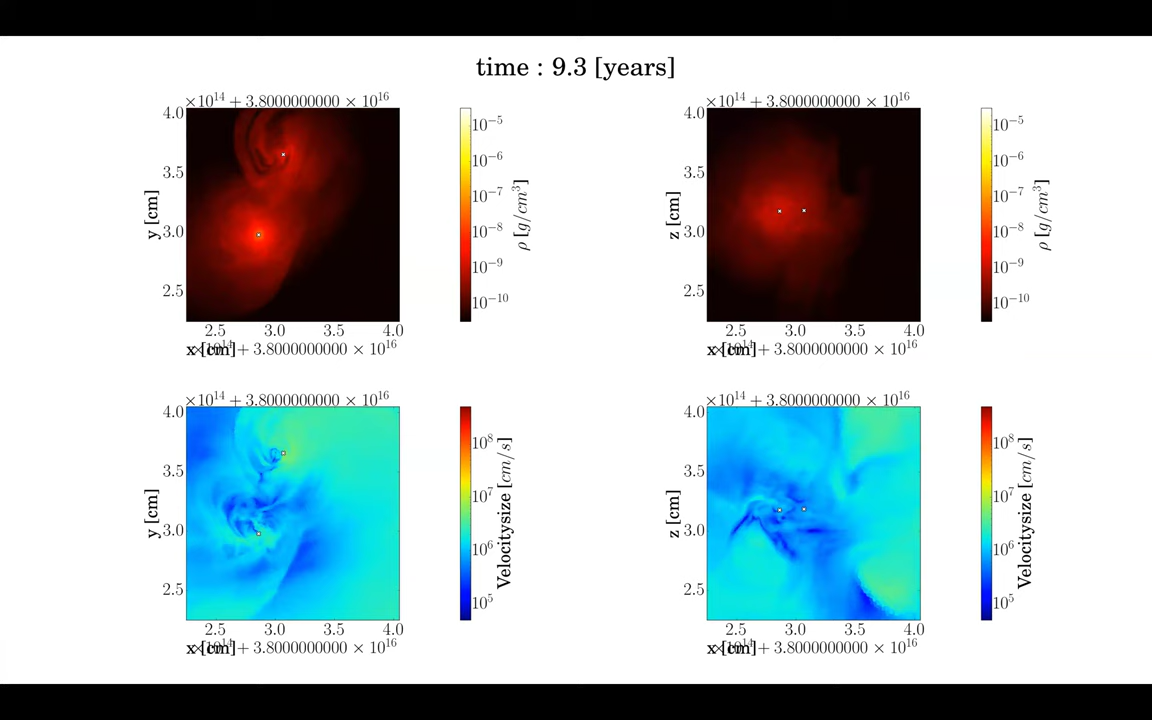 time : 9.3 [years]
×10¹⁴ + 3.8000000000 × 10¹⁶
4.0
3.5
3.0
2.5
y [cm]
2.5 3.0 3.5 4.0
x [cm] + 3.8000000000 × 10¹⁶
10⁻⁵
10⁻⁶
10⁻⁷
10⁻⁸
10⁻⁹
10⁻¹⁰
ρ [g/cm³]
×10¹⁴ + 3.8000000000 × 10¹⁶
4.0
3.5
3.0
2.5
z [cm]
2.5 3.0 3.5 4.0
x [cm] + 3.8000000000 × 10¹⁶
10⁻⁵
10⁻⁶
10⁻⁷
10⁻⁸
10⁻⁹
10⁻¹⁰
ρ [g/cm³]
×10¹⁴ + 3.8000000000 × 10¹⁶
4.0
3.5
3.0
2.5
y [cm]
2.5 3.0 3.5 4.0
x [cm] + 3.8000000000 × 10¹⁶
10⁸
10⁷
10⁶
10⁵
Velocitysize [cm/s]
×10¹⁴ + 3.8000000000 × 10¹⁶
4.0
3.5
3.0
2.5
z [cm]
2.5 3.0 3.5 4.0
x [cm] + 3.8000000000 × 10¹⁶
10⁸
10⁷
10⁶
10⁵
Velocitysize [cm/s]